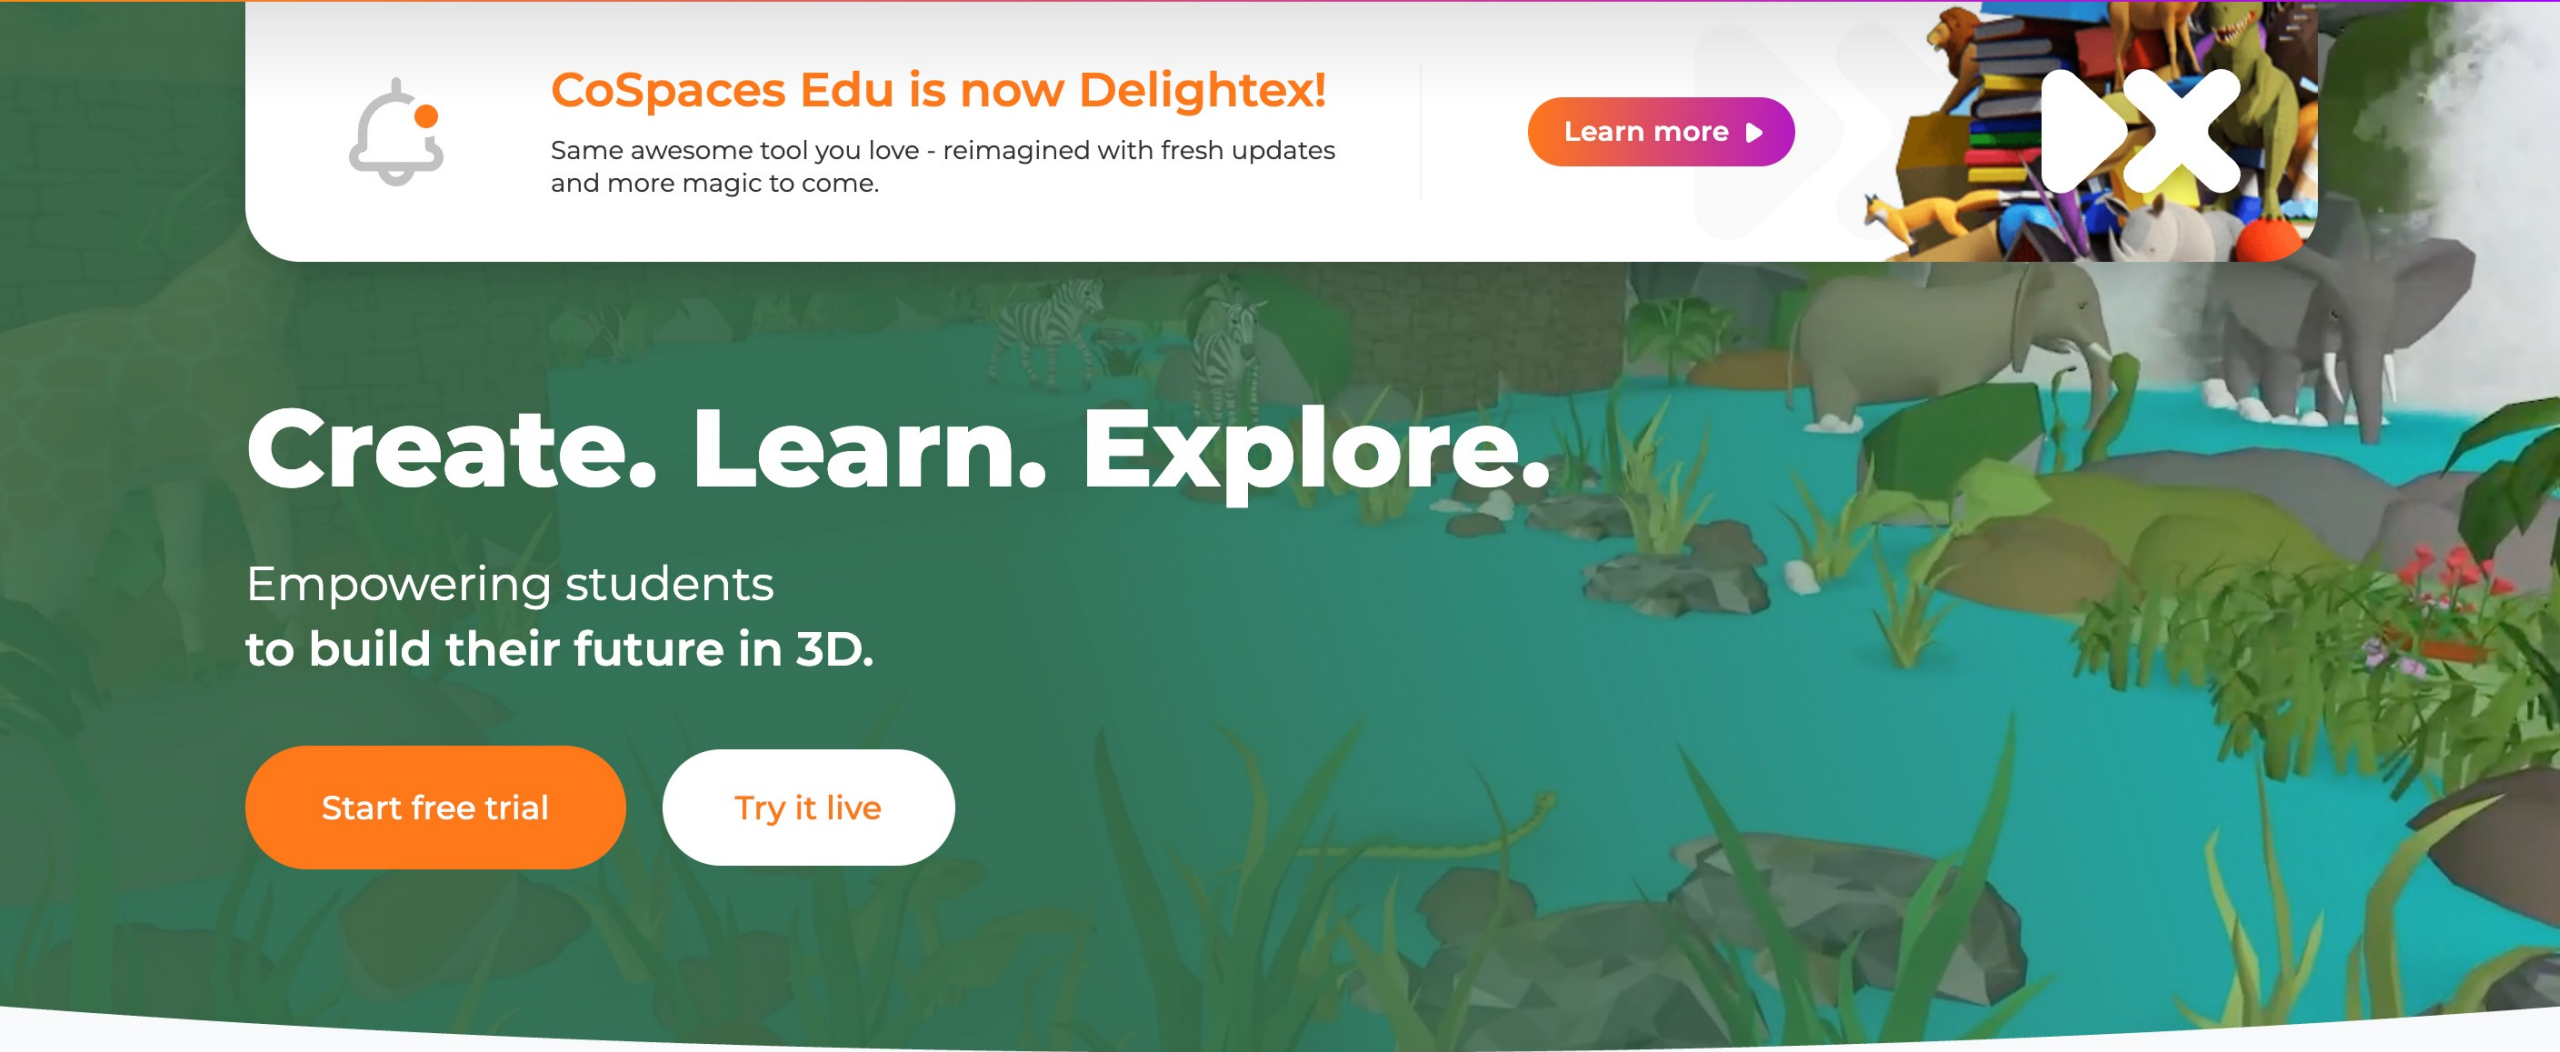 CoSpaces Edu is now Delightex!
Same awesome tool you love - reimagined with fresh updates
and more magic to come.
Learn more
Create. Learn. Explore.
Empowering students
to build their future in 3D.
Start free trial
Try it live